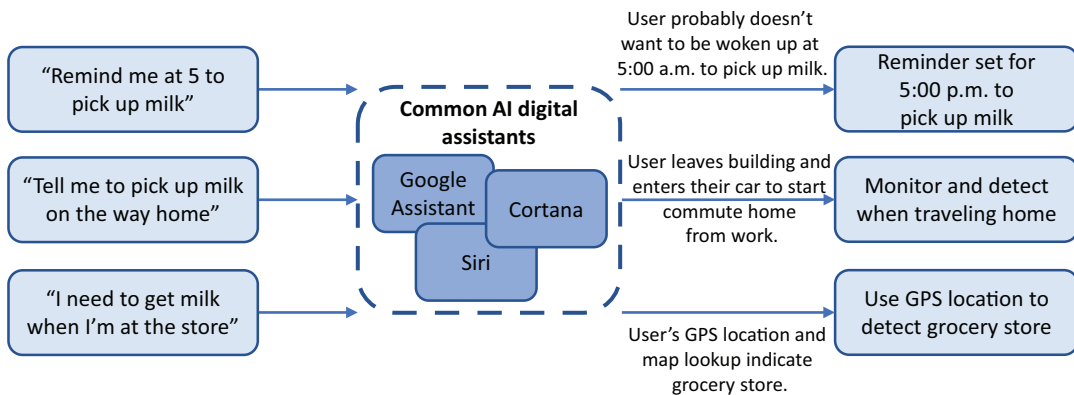 “Remind me at 5 to
pick up milk”
“Tell me to pick up milk
on the way home”
“I need to get milk
when I’m at the store”
Common AI digital
assistants
Google
Assistant
Cortana
Siri
User probably doesn’t
want to be woken up at
5:00 a.m. to pick up milk.
User leaves building and
enters their car to start
commute home
from work.
User’s GPS location and
map lookup indicate
grocery store.
Reminder set for
5:00 p.m. to
pick up milk
Monitor and detect
when traveling home
Use GPS location to
detect grocery store